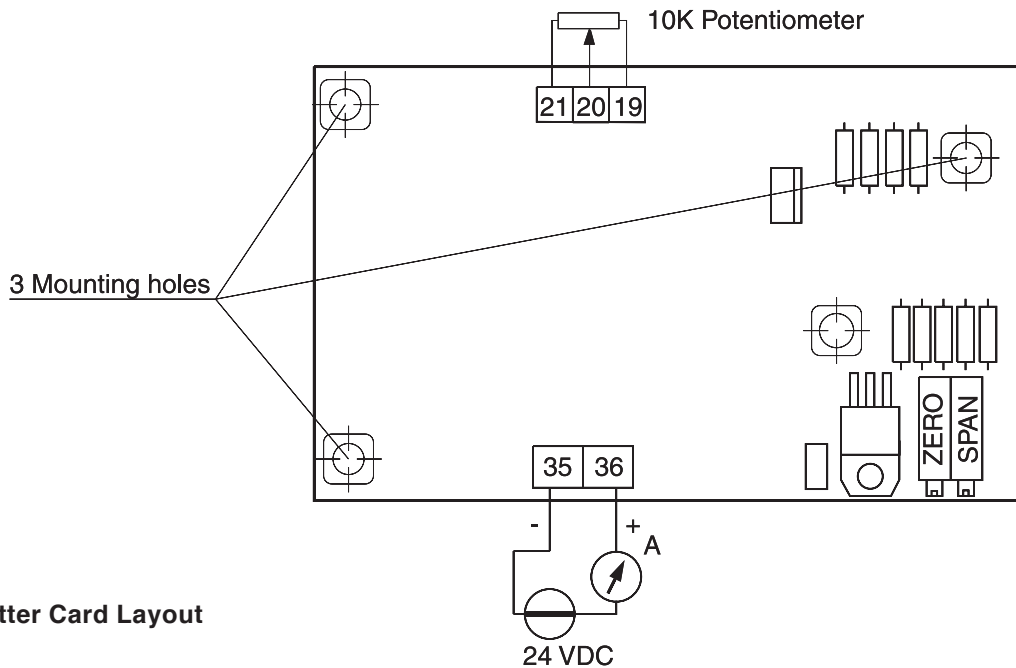 10K Potentiometer
21 20 19
3 Mounting holes
ZERO
SPAN
35 36
- +
A
tter Card Layout
24 VDC